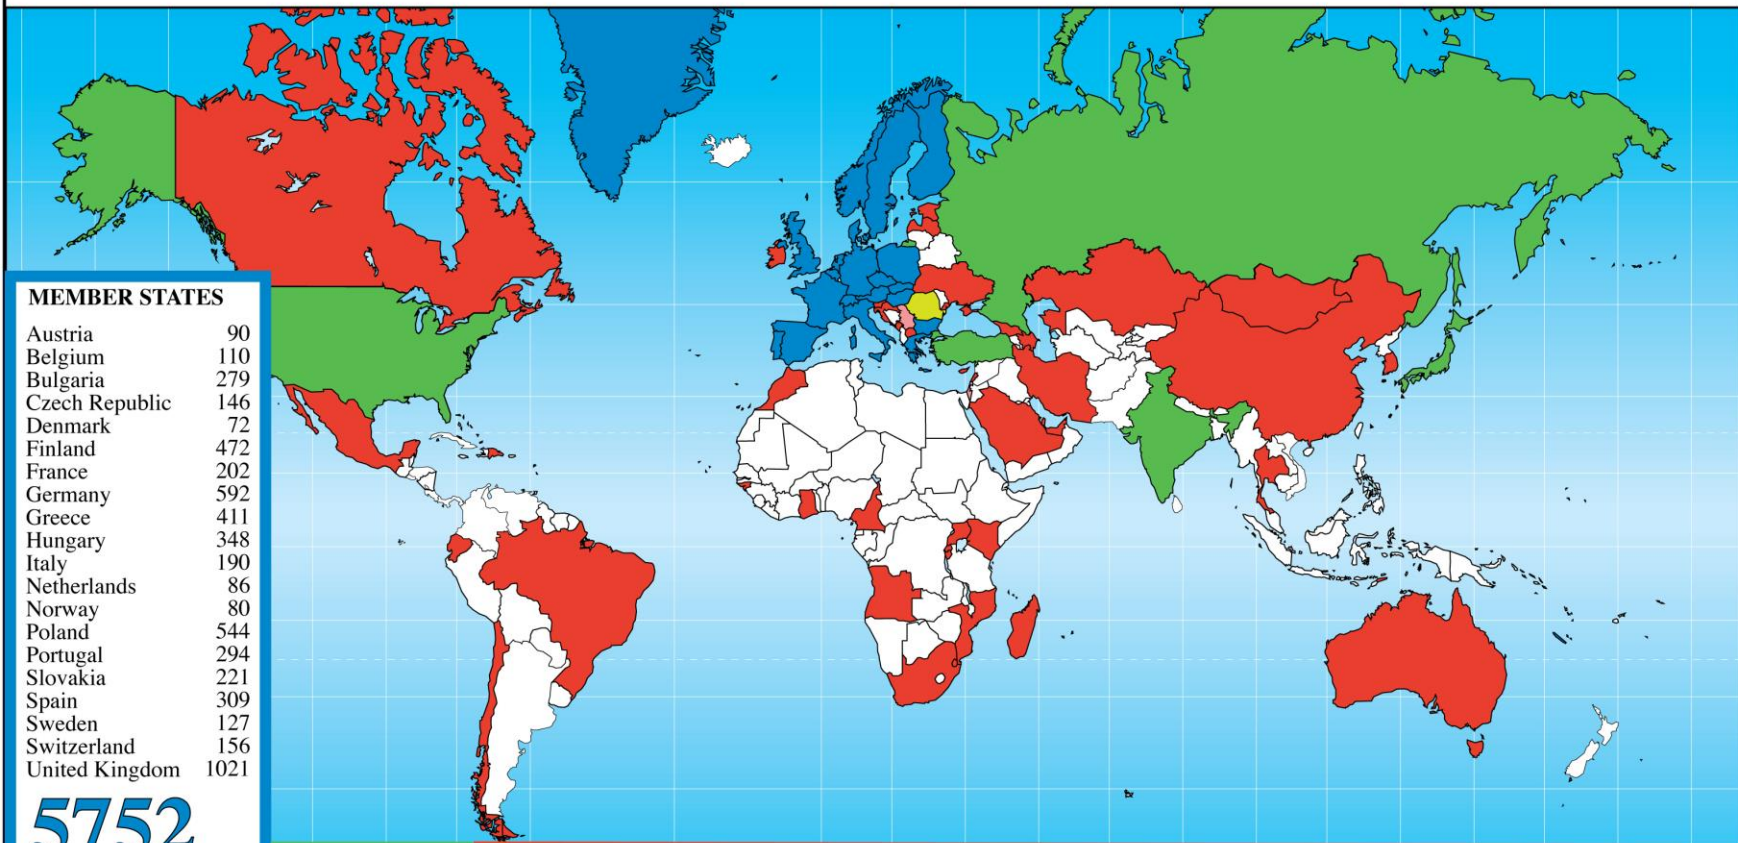 MEMBER STATES
Austria 90
Belgium 110
Bulgaria 279
Czech Republic 146
Denmark 72
Finland 472
France 202
Germany 592
Greece 411
Hungary 348
Italy 190
Netherlands 86
Norway 80
Poland 544
Portugal 294
Slovakia 221
Spain 309
Sweden 127
Switzerland 156
United Kingdom 1021
5752